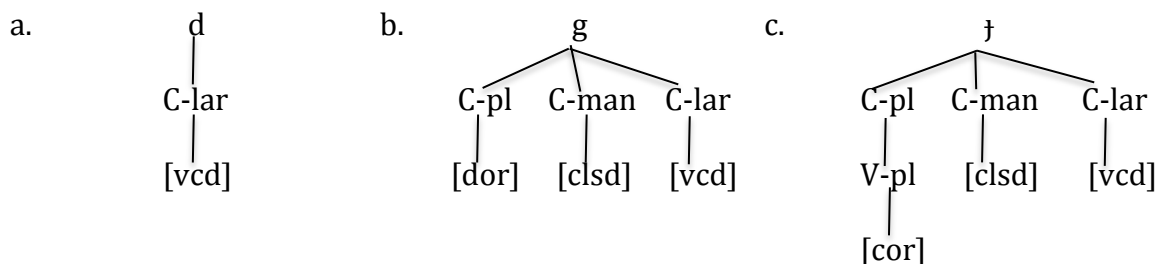 a. d b. g c. ɟ
C-lar C-pl C-man C-lar C-pl C-man C-lar
[vcd] [dor] [clsd] [vcd] V-pl [clsd] [vcd]
[cor]